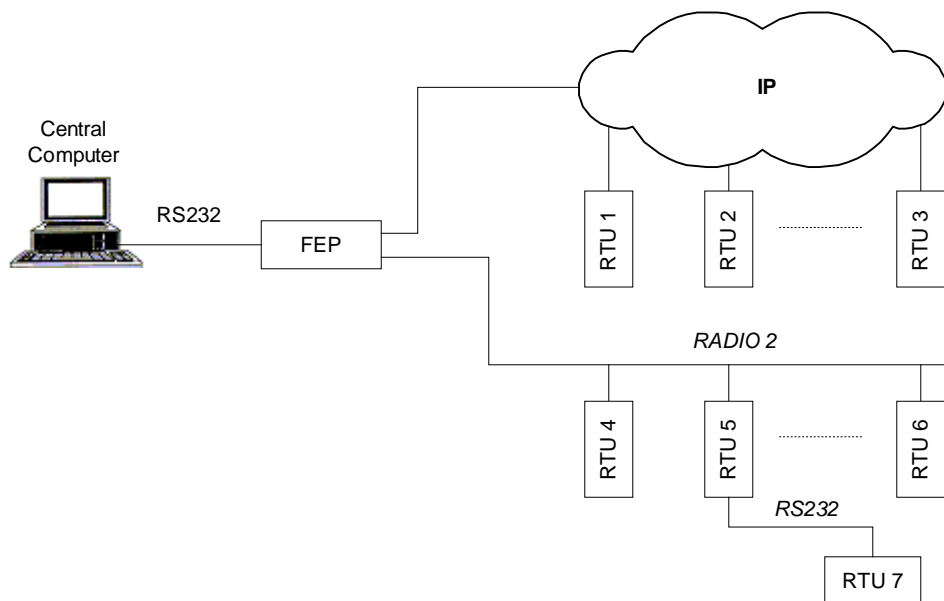 IP
Central
Computer
RS232
FEP
RTU 1
RTU 2
RTU 3
RADIO 2
RTU 4
RTU 5
RTU 6
RS232
RTU 7